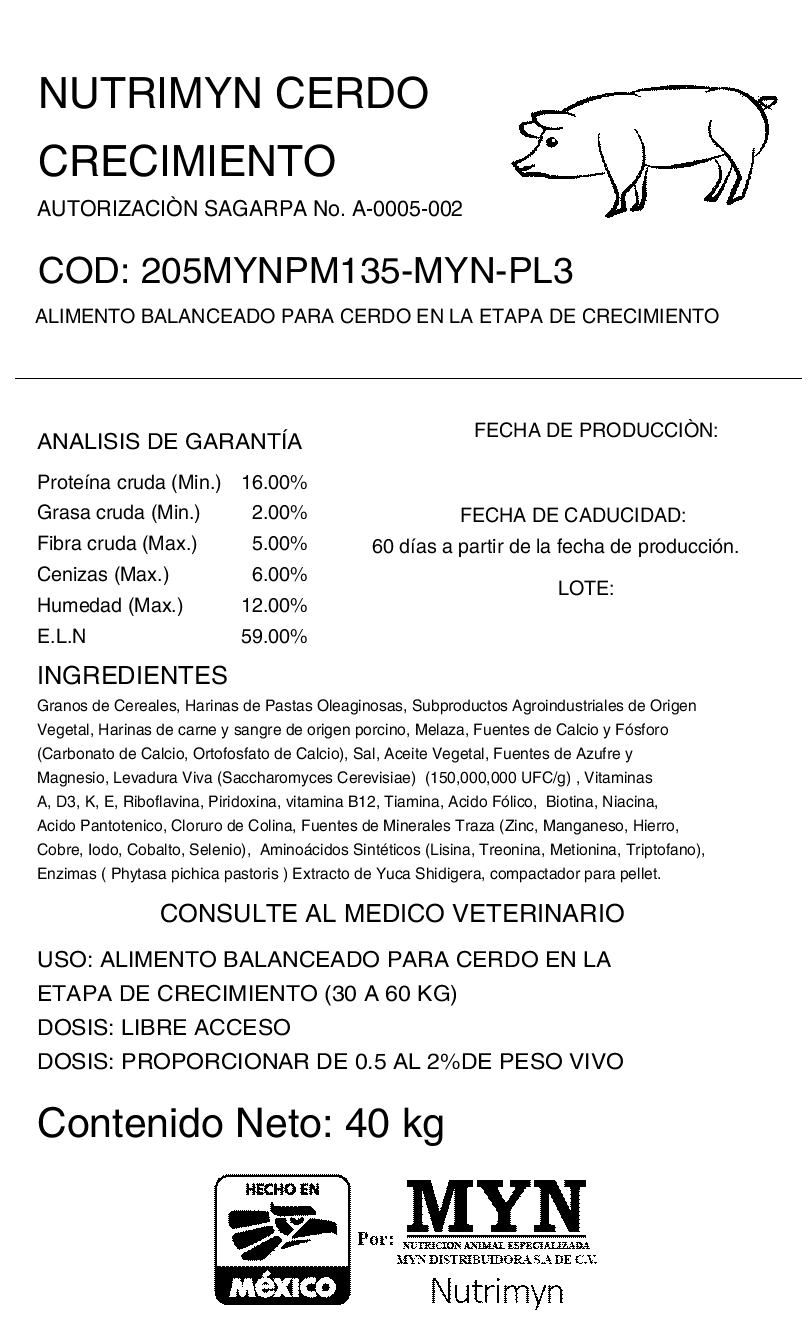 NUTRIMYN CERDO
CRECIMIENTO
AUTORIZACIÒN SAGARPA No. A-0005-002
COD: 205MYNPM135-MYN-PL3
ALIMENTO BALANCEADO PARA CERDO EN LA ETAPA DE CRECIMIENTO
ANALISIS DE GARANTÍA
Proteína cruda (Min.) 16.00%
Grasa cruda (Min.) 2.00%
Fibra cruda (Max.) 5.00%
Cenizas (Max.) 6.00%
Humedad (Max.) 12.00%
E.L.N 59.00%
FECHA DE PRODUCCIÒN:
FECHA DE CADUCIDAD:
60 días a partir de la fecha de producción.
LOTE:
INGREDIENTES
Granos de Cereales, Harinas de Pastas Oleaginosas, Subproductos Agroindustriales de Origen
Vegetal, Harinas de carne y sangre de origen porcino, Melaza, Fuentes de Calcio y Fósforo
(Carbonato de Calcio, Ortofosfato de Calcio), Sal, Aceite Vegetal, Fuentes de Azufre y
Magnesio, Levadura Viva (Saccharomyces Cerevisiae) (150,000,000 UFC/g) , Vitaminas
A, D3, K, E, Riboflavina, Piridoxina, vitamina B12, Tiamina, Acido Fólico, Biotina, Niacina,
Acido Pantotenico, Cloruro de Colina, Fuentes de Minerales Traza (Zinc, Manganeso, Hierro,
Cobre, Iodo, Cobalto, Selenio), Aminoácidos Sintéticos (Lisina, Treonina, Metionina, Triptofano),
Enzimas ( Phytasa pichica pastoris ) Extracto de Yuca Shidigera, compactador para pellet.
CONSULTE AL MEDICO VETERINARIO
USO: ALIMENTO BALANCEADO PARA CERDO EN LA
ETAPA DE CRECIMIENTO (30 A 60 KG)
DOSIS: LIBRE ACCESO
DOSIS: PROPORCIONAR DE 0.5 AL 2%DE PESO VIVO
Contenido Neto: 40 kg
HECHO EN
MéXICO
Por:
MYN
NUTRICION ANIMAL ESPECIALIZADA
MYN DISTRIBUIDORA S.A DE C.V.
Nutrimyn